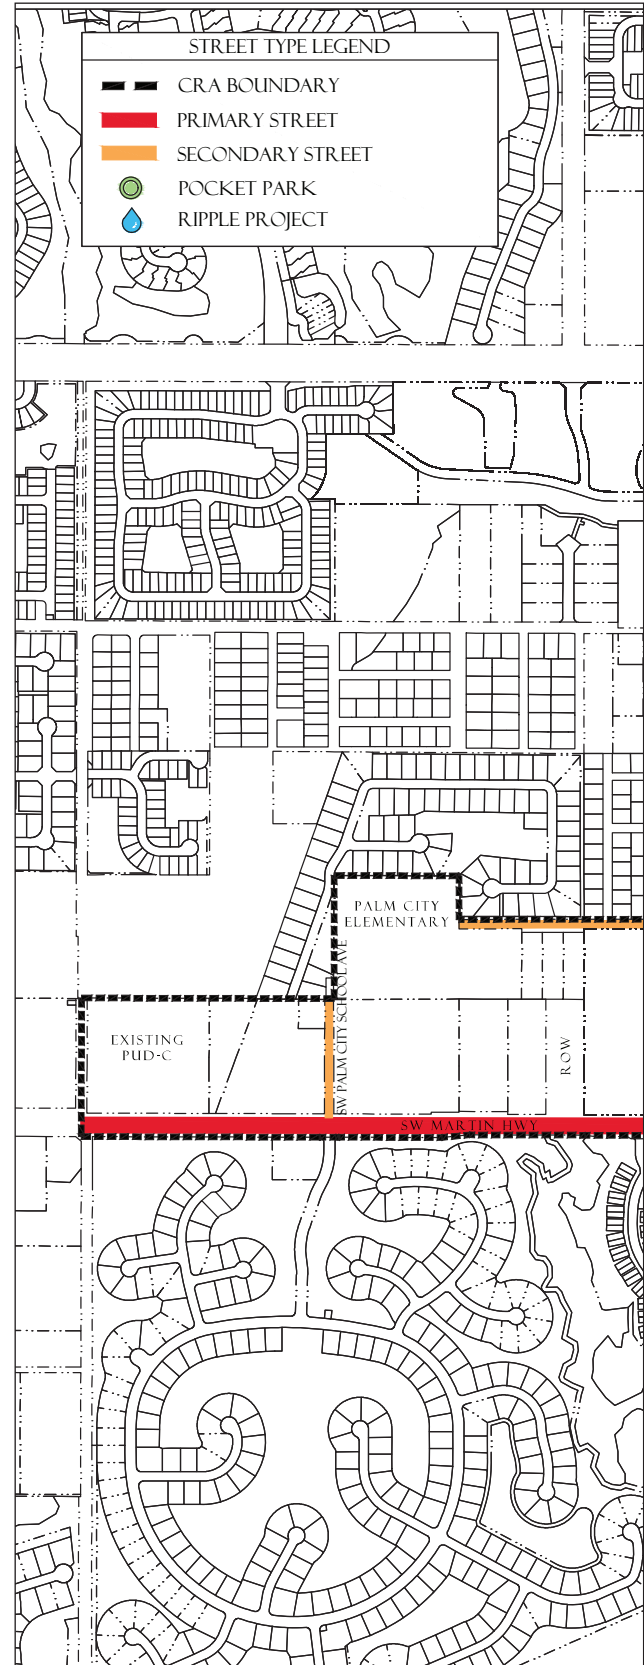 STREET TYPE LEGEND
CRA BOUNDARY
PRIMARY STREET
SECONDARY STREET
POCKET PARK
RIPPLE PROJECT
PALM CITY
ELEMENTARY
SW PALM CITY SCHOOL AVE
EXISTING
PUD-C
ROW
SW MARTIN HWY